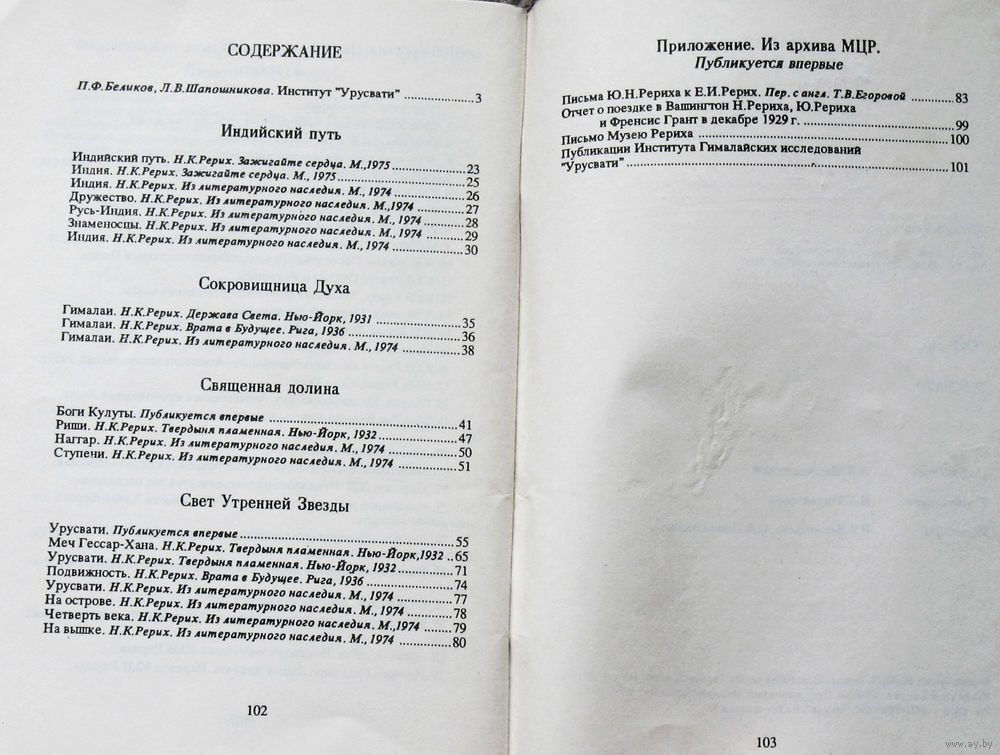 СОДЕРЖАНИЕ
П.Ф.Беликов, Л.В.Шапошникова. Институт "Урусвати" ............ 3
Индийский путь
Индийский путь. Н.К.Рерих. Зажигайте сердца. М.,1975 ............ 23
Индия. Н.К.Рерих. Зажигайте сердца. М., 1975 ............ 25
Индия. Н.К.Рерих. Из литературного наследия. М., 1974 ............ 26
Дружество. Н.К.Рерих. Из литературного наследия. М.,1974 ............ 27
Русь-Индия. Н.К.Рерих. Из литературного наследия. М., 1974 ............ 28
Знаменосцы. Н.К.Рерих. Из литературного наследия. М., 1974 ............ 29
Индия. Н.К.Рерих. Из литературного наследия. М., 1974 ............ 30
Сокровищница Духа
Гималаи. Н.К.Рерих. Держава Света. Нью-Йорк, 1931 ............ 35
Гималаи. Н.К.Рерих. Врата в Будущее. Рига, 1936 ............ 36
Гималаи. Н.К.Рерих. Из литературного наследия. М., 1974 ............ 38
Священная долина
Боги Кулуты. Публикуется впервые ............ 41
Риши. Н.К.Рерих. Твердыня пламенная. Нью-Йорк, 1932 ............ 47
Наггар. Н.К.Рерих. Из литературного наследия. М., 1974 ............ 50
Ступени. Н.К.Рерих. Из литературного наследия. М., 1974 ............ 51
Свет Утренней Звезды
Урусвати. Публикуется впервые ............ 55
Меч Гессар-Хана. Н.К.Рерих. Твердыня пламенная. Нью-Йорк,1932 .. 65
Урусвати. Н.К.Рерих. Твердыня пламенная. Нью-Йорк, 1932 ............ 71
Подвижность. Н.К.Рерих. Врата в Будущее. Рига, 1936 ............ 74
Урусвати. Н.К.Рерих. Из литературного наследия. М., 1974 ............ 77
На острове. Н.К.Рерих. Из литературного наследия. М., 1974 ............ 78
Четверть века. Н.К.Рерих. Из литературного наследия. М.,1974 ........ 79
На вышке. Н.К.Рерих. Из литературного наследия. М., 1974 ............ 80
102
Приложение. Из архива МЦР.
Публикуется впервые
Письма Ю.Н.Рериха к Е.И.Рерих. Пер. с англ. Т.В.Егоровой ............ 83
Отчет о поездке в Вашингтон Н.Рериха, Ю.Рериха
и Френсис Грант в декабре 1929 г. ............ 99
Письмо Музею Рериха ............ 100
Публикации Института Гималайских исследований
"Урусвати" ............ 101
103
www.ay.by